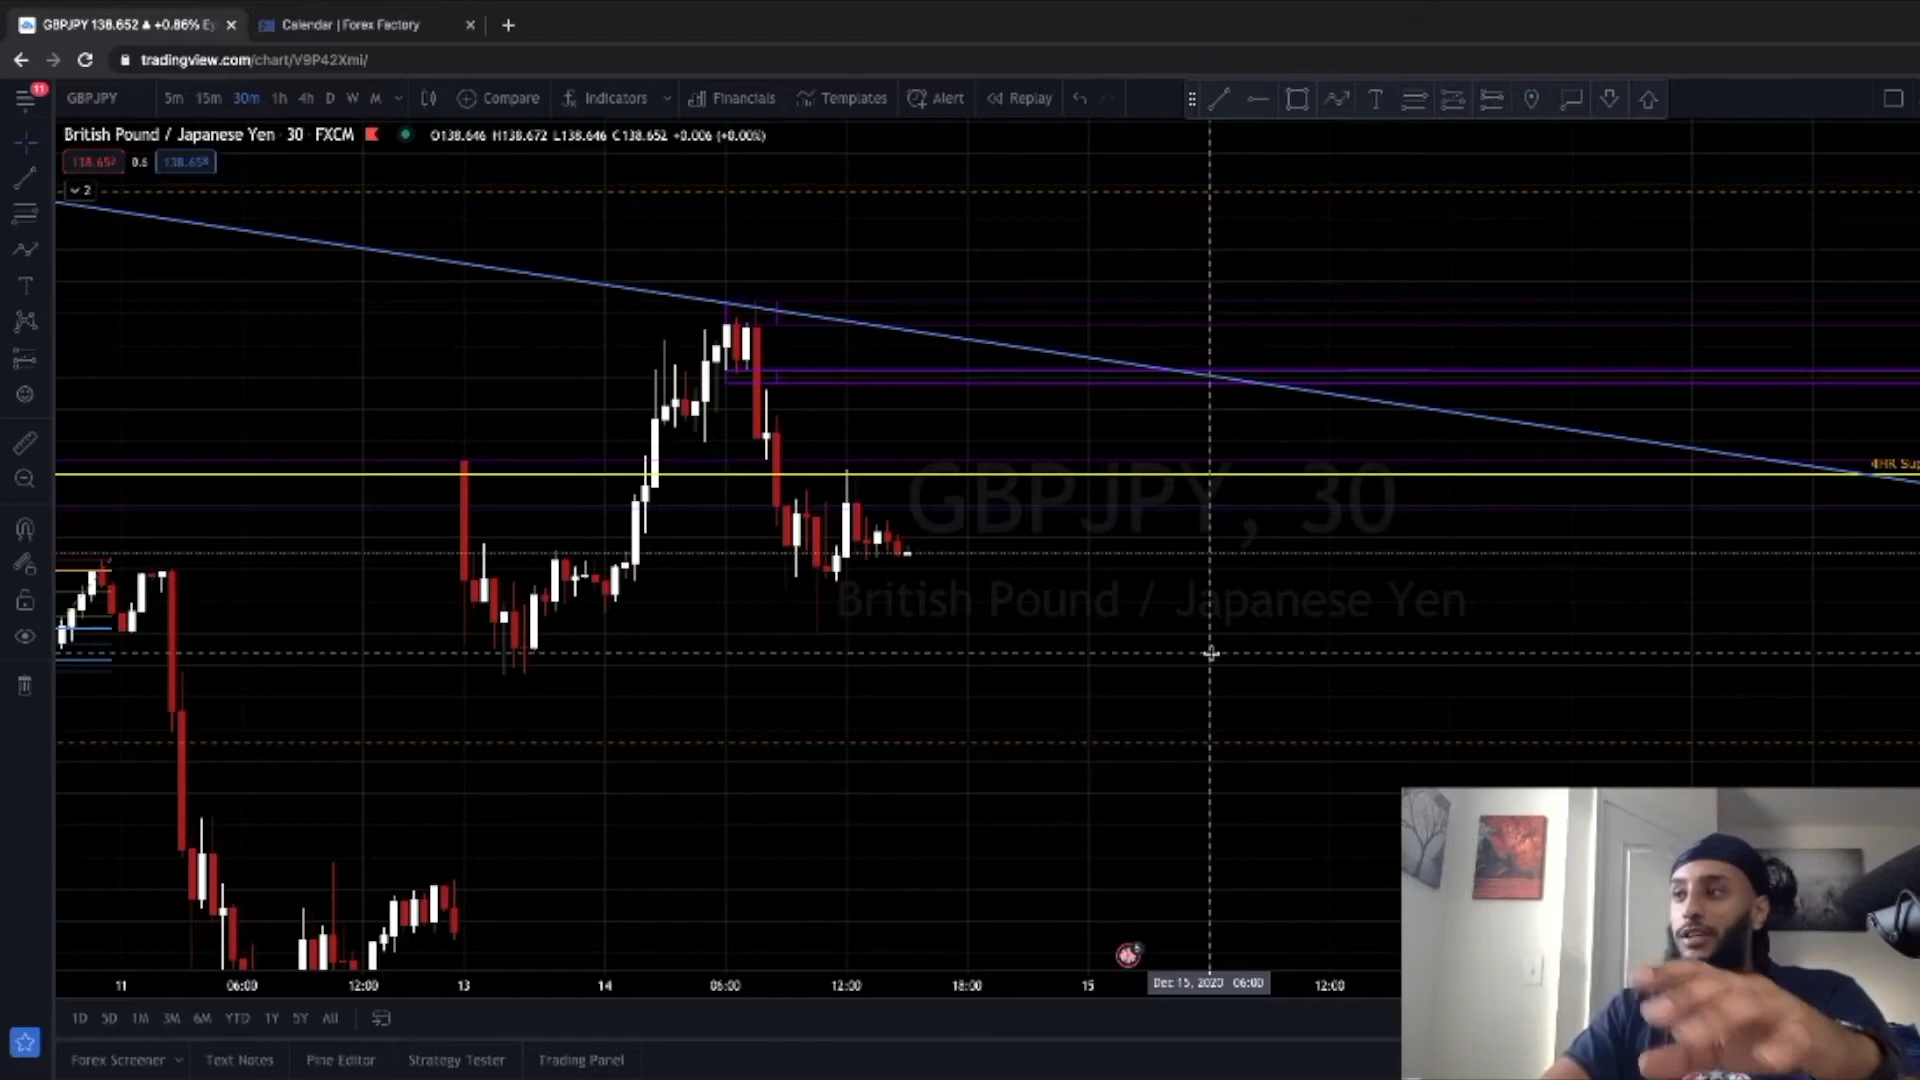 GBPJPY 138.652 ▲ +0.86%
Calendar | Forex Factory
tradingview.com/chart/V9P42Xmi/
11
GBPJPY 5m 15m 30m 1h 4h D W M Compare Indicators Financials Templates Alert Replay
British Pound / Japanese Yen · 30 · FXCM O138.646 H138.672 L138.646 C138.652 +0.006 (+0.00%)
138.652 0.6 138.658
2
4HR Sup
GBPJPY, 30
British Pound / Japanese Yen
11 06:00 12:00 13 14 06:00 12:00 18:00 15 Dec 15, 2020 06:00 12:00
1D 5D 1M 3M 6M YTD 1Y 5Y All
Forex Screener Text Notes Pine Editor Strategy Tester Trading Panel